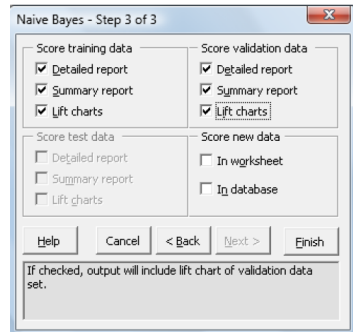 Naive Bayes - Step 3 of 3
Score training data
Detailed report
Summary report
Lift charts
Score validation data
Detailed report
Summary report
Lift charts
Score test data
Detailed report
Summary report
Lift charts
Score new data
In worksheet
In database
Help
Cancel
< Back
Next >
Finish
If checked, output will include lift chart of validation data
set.